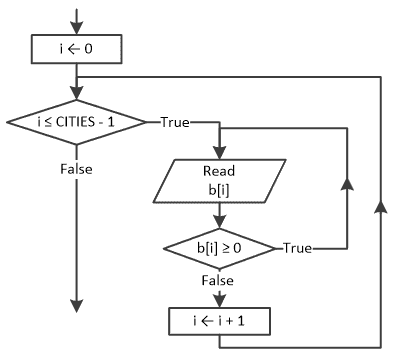 i ← 0
i ≤ CITIES - 1
True
False
Read
b[i]
b[i] ≥ 0
True
False
i ← i + 1